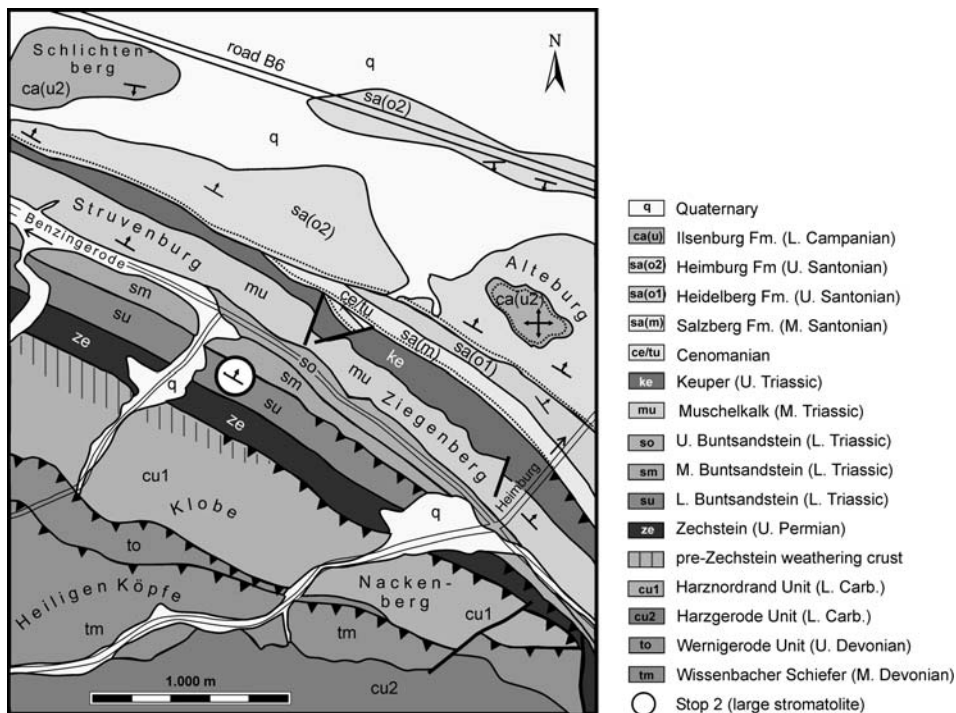 Schlichten-
berg
ca(u2)
road B6
q
N
sa(o2)
q
sa(o2)
Struvenburg
Benzingerode
mu
sm
su
ze
q
so
sm
su
ce/tu
sa(m)
sa(o1)
ke
mu
Ziegenberg
Alteburg
ca(u2)
Heimburg
cu1
Klobe
q
to
Heiligen Köpfe
tm
Nacken-
berg
cu1
tm
cu2
1.000 m
q Quaternary
ca(u) Ilsenburg Fm. (L. Campanian)
sa(o2) Heimburg Fm (U. Santonian)
sa(o1) Heidelberg Fm. (U. Santonian)
sa(m) Salzberg Fm. (M. Santonian)
ce/tu Cenomanian
ke Keuper (U. Triassic)
mu Muschelkalk (M. Triassic)
so U. Buntsandstein (L. Triassic)
sm M. Buntsandstein (L. Triassic)
su L. Buntsandstein (L. Triassic)
ze Zechstein (U. Permian)
pre-Zechstein weathering crust
cu1 Harznordrand Unit (L. Carb.)
cu2 Harzgerode Unit (L. Carb.)
to Wernigerode Unit (U. Devonian)
tm Wissenbacher Schiefer (M. Devonian)
Stop 2 (large stromatolite)